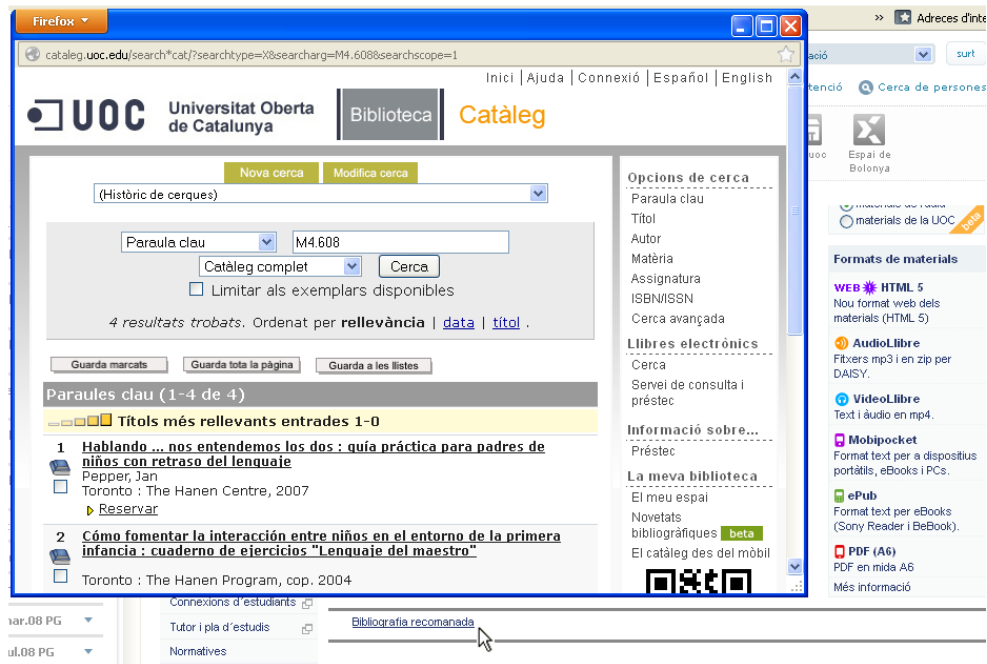 Firefox
» Adreces d'inte
cataleg.uoc.edu/search*cat/?searchtype=X&searcharg=M4.608&searchscope=1
ació
surt
Inici | Ajuda | Connexió | Español | English
tenció
Cerca de persones
UOC
Universitat Oberta
de Catalunya
Biblioteca
Catàleg
uoc
Espai de
Bolonya
Nova cerca
Modifica cerca
(Històric de cerques)
Paraula clau
M4.608
Catàleg complet
Cerca
Limitar als exemplars disponibles
4 resultats trobats. Ordenat per rellevància | data | títol .
Guarda marcats
Guarda tota la pàgina
Guarda a les llistes
Paraules clau (1-4 de 4)
Títols més rellevants entrades 1-0
1 Hablando ... nos entendemos los dos : guía práctica para padres de
niños con retraso del lenguaje
Pepper, Jan
Toronto : The Hanen Centre, 2007
Reservar
2 Cómo fomentar la interacción entre niños en el entorno de la primera
infancia : cuaderno de ejercicios "Lenguaje del maestro"
Toronto : The Hanen Program, cop. 2004
Opcions de cerca
Paraula clau
Títol
Autor
Matèria
Assignatura
ISBN/ISSN
Cerca avançada
Llibres electrònics
Cerca
Servei de consulta i
préstec
Informació sobre...
Préstec
La meva biblioteca
El meu espai
Novetats
bibliogràfiques beta
El catàleg des del mòbil
materials de l'aula
materials de la UOC
beta
Formats de materials
WEB HTML 5
Nou format web dels
materials (HTML 5)
AudioLlibre
Fitxers mp3 i en zip per
DAISY.
VideoLlibre
Text i àudio en mp4.
Mobipocket
Format text per a dispositius
portàtils, eBooks i PCs.
ePub
Format text per eBooks
(Sony Reader i BeBook).
PDF (A6)
PDF en mida A6
Més informació
Connexions d'estudiants
mar.08 PG
Tutor i pla d'estudis
Bibliografia recomanada
ul.08 PG
Normatives